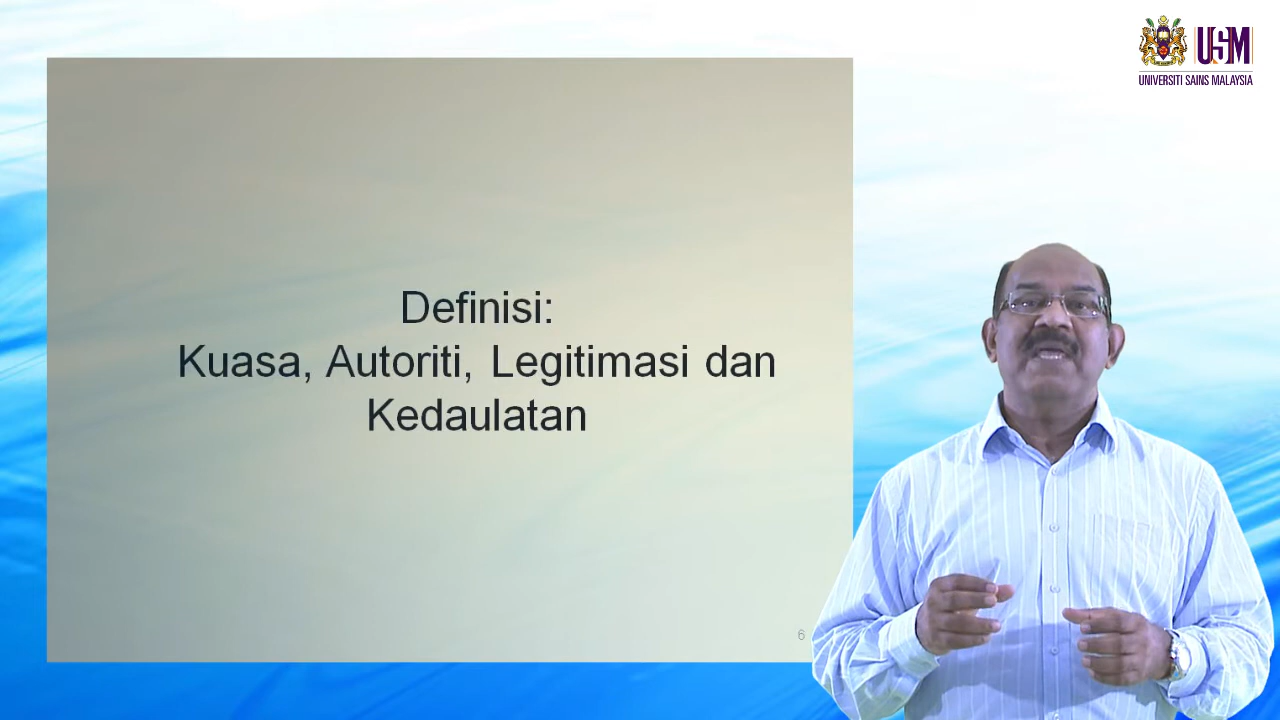 USM
UNIVERSITI SAINS MALAYSIA
Definisi:
Kuasa, Autoriti, Legitimasi dan
Kedaulatan
6